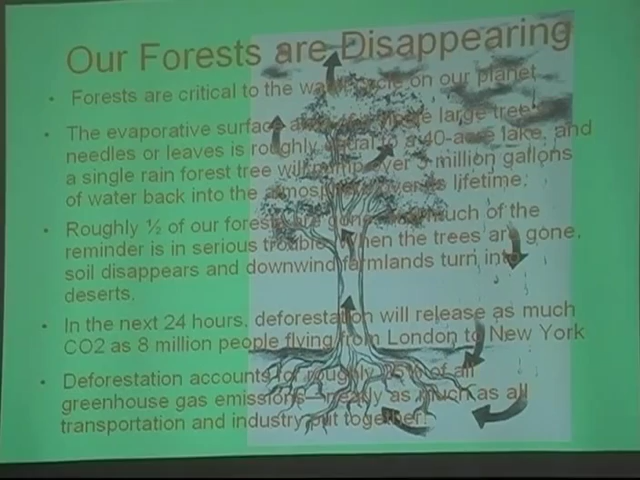 Our Forests are Disappearing
• Forests are critical to the water cycle on our planet
• The evaporative surface large tree's
needles or leaves is roughly equal to a 40-acre lake, and
a single rain forest tree will pump over 3 million gallons
of water back into the atmosphere over its lifetime.
• Roughly ½ of our forests are gone, and much of the
reminder is in serious trouble. When the trees are gone,
soil disappears and downwind farmlands turn into
deserts.
• In the next 24 hours, deforestation will release as much
CO2 as 8 million people flying from London to New York
• Deforestation accounts for roughly 25% of all
greenhouse gas emissions nearly as much as all
transportation and industry put together!